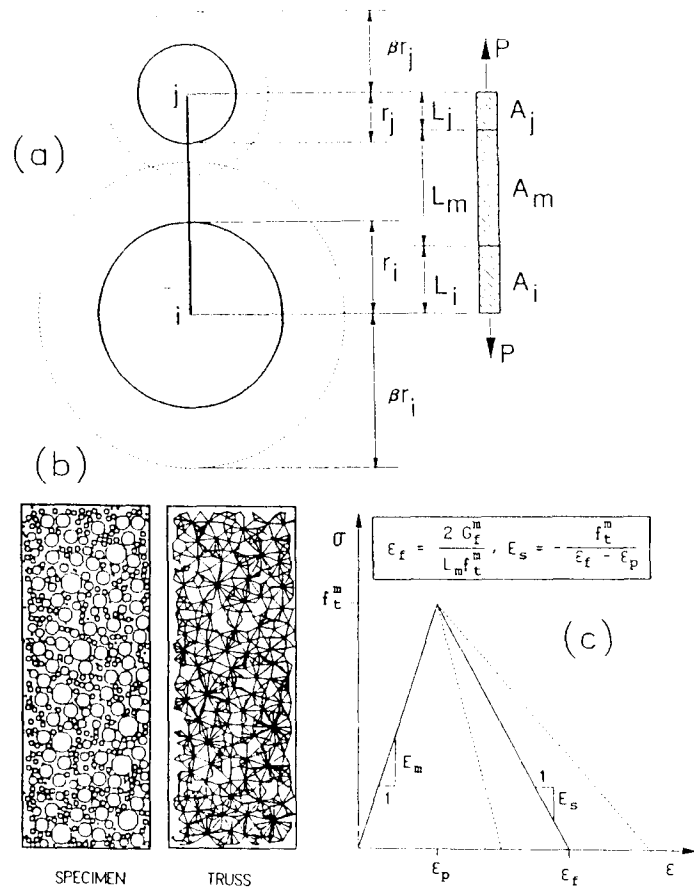 (a)
βr_j
r_j
j
r_i
i
βr_i
P
L_j
A_j
L_m
A_m
L_i
A_i
P
(b)
SPECIMEN
TRUSS
(c)
σ
ε_f = 2 G_f^m / L_m f_t^m , E_s = - f_t^m / ε_f - ε_p
f_t^m
E_m
1
1
E_s
ε_p
ε_f
ε